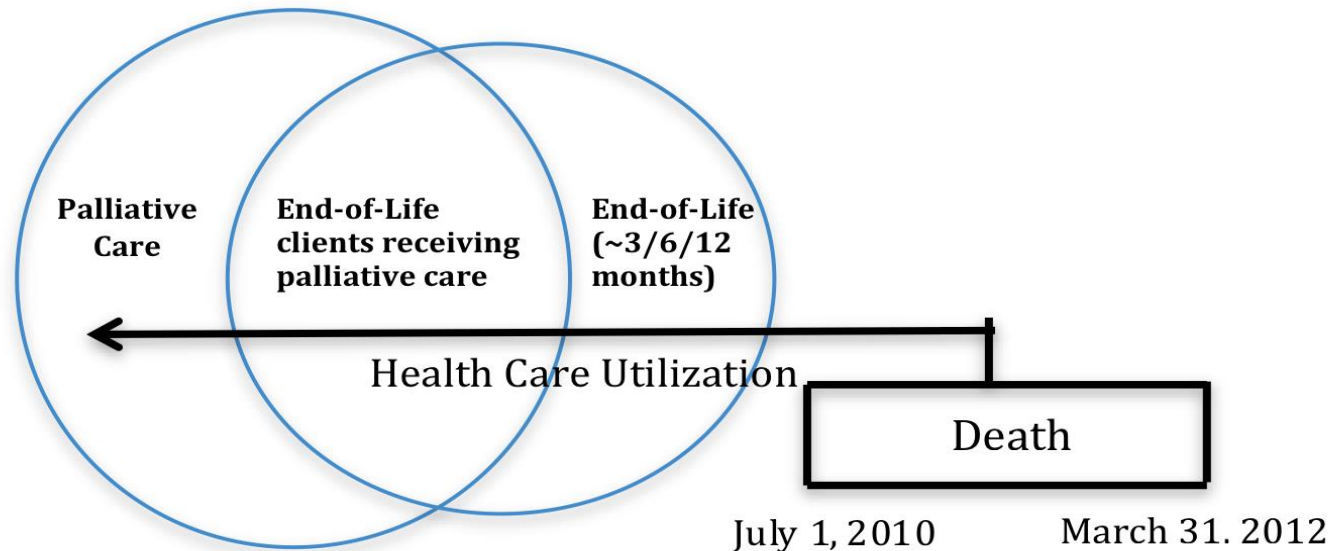 Palliative
Care
End-of-Life
clients receiving
palliative care
End-of-Life
(~3/6/12
months)
Health Care Utilization
Death
July 1, 2010
March 31. 2012